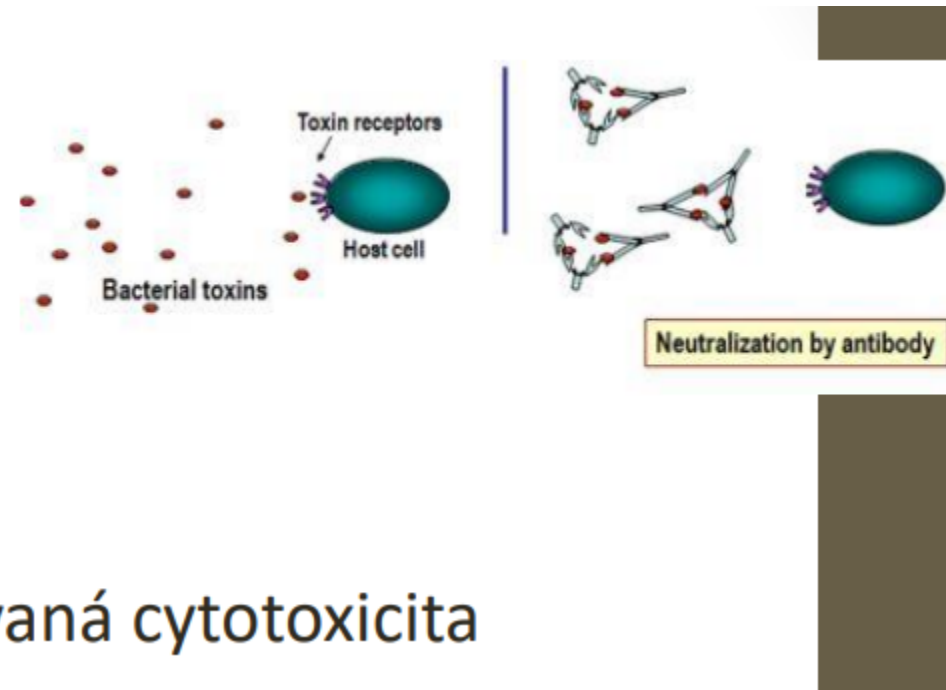 Toxin receptors
Host cell
Bacterial toxins
Neutralization by antibody
vaná cytotoxicita